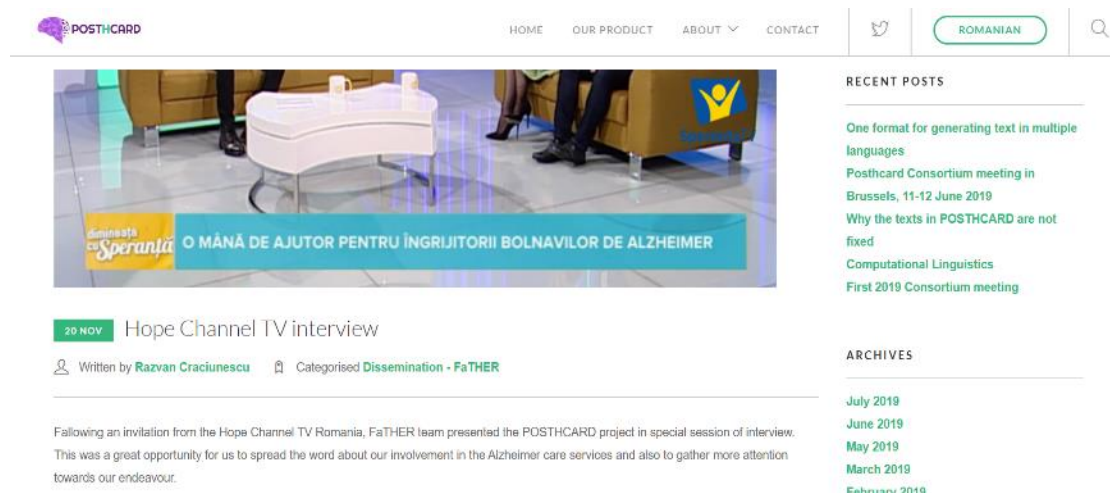 POSTHCARD
HOME OUR PRODUCT ABOUT CONTACT
ROMANIAN
dimineața
cu Speranță
O MÂNĂ DE AJUTOR PENTRU ÎNGRIJITORII BOLNAVILOR DE ALZHEIMER
20 NOV Hope Channel TV interview
Written by Razvan Craciunescu Categorised Dissemination - FaTHER
Fallowing an invitation from the Hope Channel TV Romania, FaTHER team presented the POSTHCARD project in special session of interview.
This was a great opportunity for us to spread the word about our involvement in the Alzheimer care services and also to gather more attention
towards our endeavour.
RECENT POSTS
One format for generating text in multiple
languages
Posthcard Consortium meeting in
Brussels, 11-12 June 2019
Why the texts in POSTHCARD are not
fixed
Computational Linguistics
First 2019 Consortium meeting
ARCHIVES
July 2019
June 2019
May 2019
March 2019
February 2019